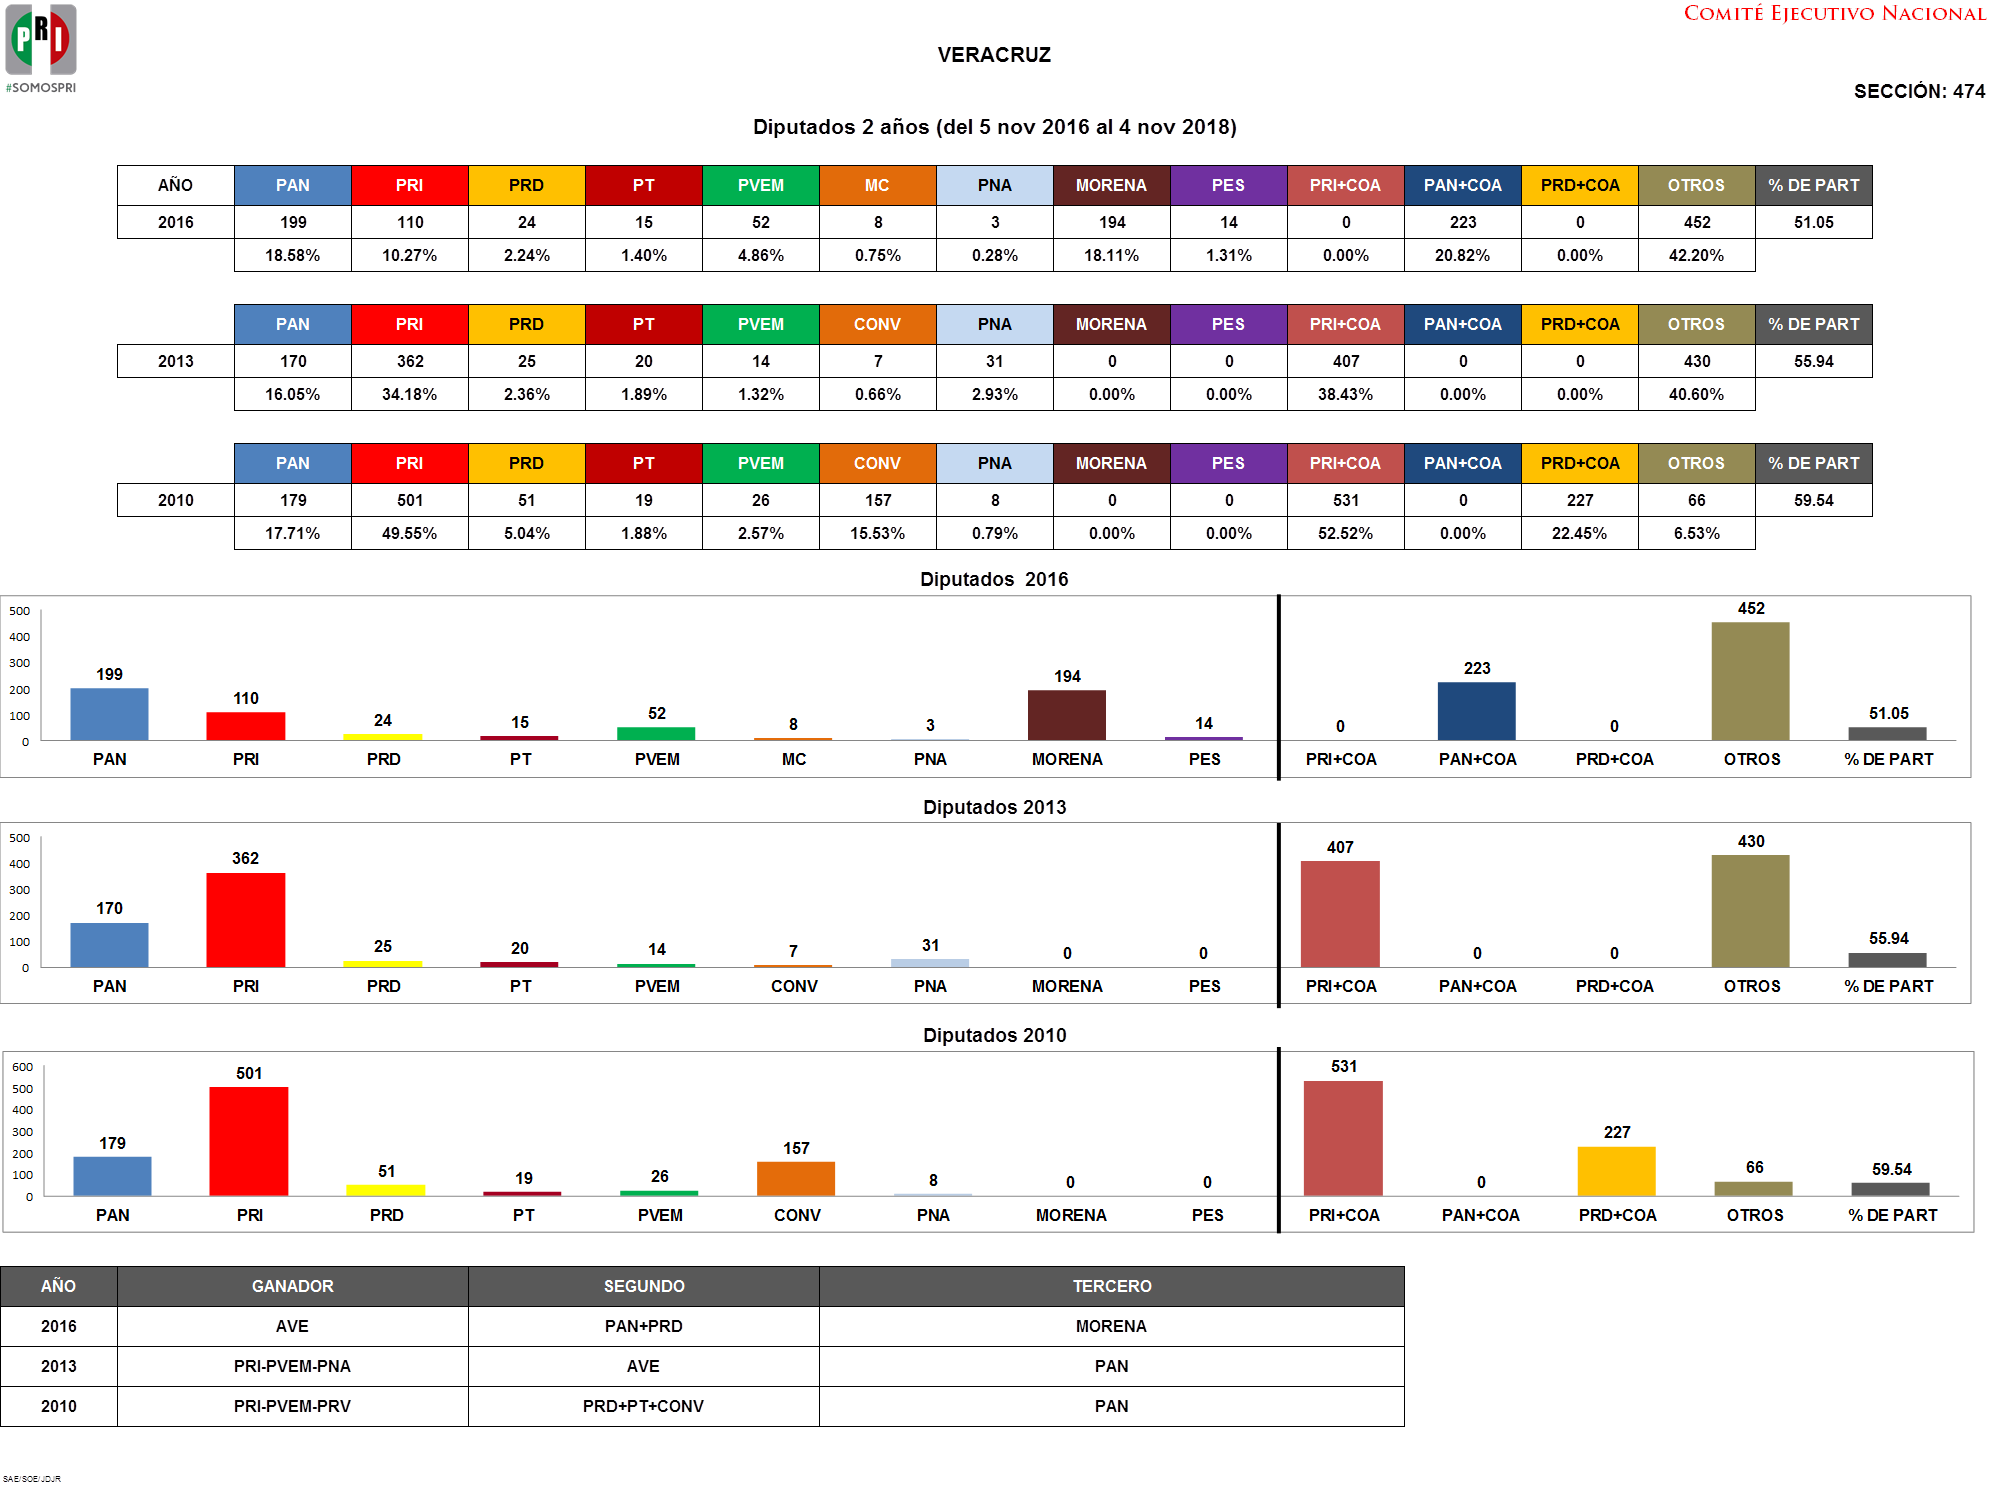 PRI
#SOMOSPRI
COMITÉ EJECUTIVO NACIONAL
VERACRUZ
SECCIÓN: 474
Diputados 2 años (del 5 nov 2016 al 4 nov 2018)
AÑO PAN PRI PRD PT PVEM MC PNA MORENA PES PRI+COA PAN+COA PRD+COA OTROS % DE PART
2016 199 110 24 15 52 8 3 194 14 0 223 0 452 51.05
18.58% 10.27% 2.24% 1.40% 4.86% 0.75% 0.28% 18.11% 1.31% 0.00% 20.82% 0.00% 42.20%
PAN PRI PRD PT PVEM CONV PNA MORENA PES PRI+COA PAN+COA PRD+COA OTROS % DE PART
2013 170 362 25 20 14 7 31 0 0 407 0 0 430 55.94
16.05% 34.18% 2.36% 1.89% 1.32% 0.66% 2.93% 0.00% 0.00% 38.43% 0.00% 0.00% 40.60%
PAN PRI PRD PT PVEM CONV PNA MORENA PES PRI+COA PAN+COA PRD+COA OTROS % DE PART
2010 179 501 51 19 26 157 8 0 0 531 0 227 66 59.54
17.71% 49.55% 5.04% 1.88% 2.57% 15.53% 0.79% 0.00% 0.00% 52.52% 0.00% 22.45% 6.53%
Diputados 2016
500
400
300
200
100
0
199 110 24 15 52 8 3 194 14 0 223 0 452 51.05
PAN PRI PRD PT PVEM MC PNA MORENA PES PRI+COA PAN+COA PRD+COA OTROS % DE PART
Diputados 2013
500
400
300
200
100
0
170 362 25 20 14 7 31 0 0 407 0 0 430 55.94
PAN PRI PRD PT PVEM CONV PNA MORENA PES PRI+COA PAN+COA PRD+COA OTROS % DE PART
Diputados 2010
600
500
400
300
200
100
0
179 501 51 19 26 157 8 0 0 531 0 227 66 59.54
PAN PRI PRD PT PVEM CONV PNA MORENA PES PRI+COA PAN+COA PRD+COA OTROS % DE PART
AÑO GANADOR SEGUNDO TERCERO
2016 AVE PAN+PRD MORENA
2013 PRI-PVEM-PNA AVE PAN
2010 PRI-PVEM-PRV PRD+PT+CONV PAN
SAE/SOE/JDJR